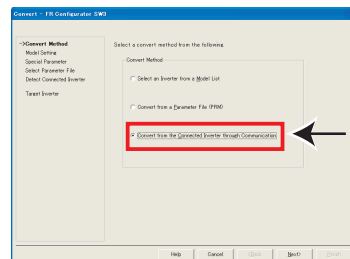 Convert - FR Configurator SW3
->Convert Method
Model Setting
Special Parameter
Select Parameter File
Detect Connected Inverter
Target Inverter
Select a convert method from the following.
Convert Method
Select an Inverter from a Model List
Convert from a Parameter File (PRM)
Convert from the Connected Inverter through Communication
Help
Cancel
<Back
Next>
Finish